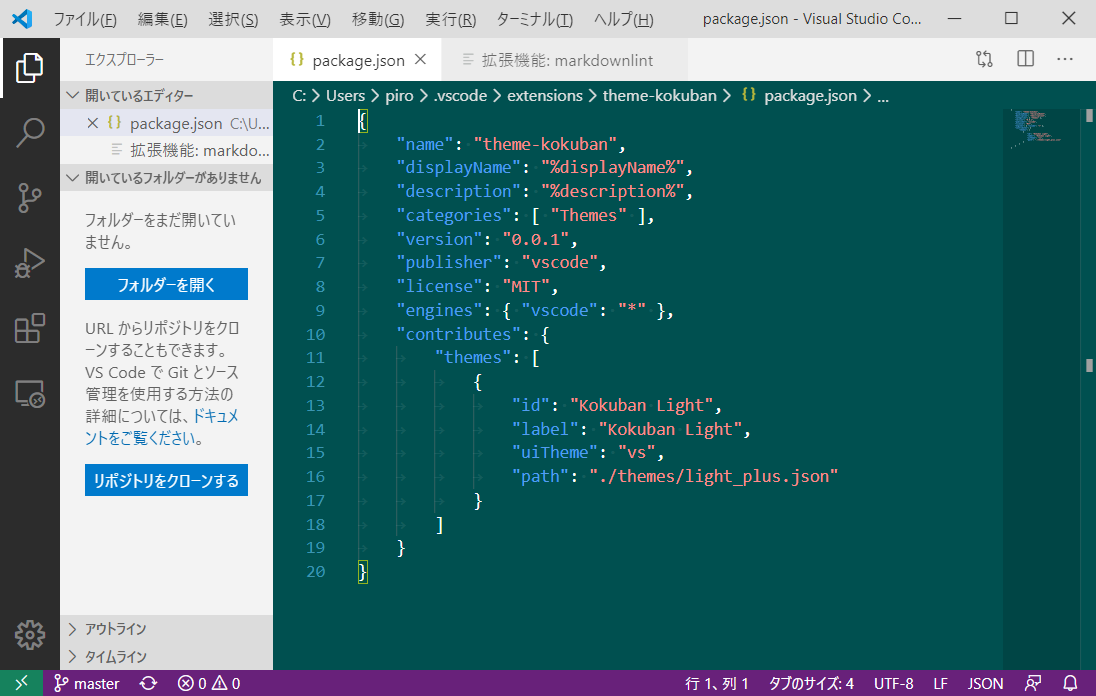 ファイル(F) 編集(E) 選択(S) 表示(V) 移動(G) 実行(R) ターミナル(T) ヘルプ(H) package.json - Visual Studio Co...
エクスプローラー
package.json
拡張機能: markdownlint
開いているエディター
package.json C:\U...
拡張機能: markdo...
開いているフォルダーがありません
フォルダーをまだ開いてい
ません。
フォルダーを開く
URL からリポジトリをクロ
ーンすることもできます。
VS Code で Git とソース
管理を使用する方法の
詳細については、ドキュメ
ントをご覧ください。
リポジトリをクローンする
アウトライン
タイムライン
C: > Users > piro > .vscode > extensions > theme-kokuban > {} package.json > ...
1 {
2 "name": "theme-kokuban",
3 "displayName": "%displayName%",
4 "description": "%description%",
5 "categories": [ "Themes" ],
6 "version": "0.0.1",
7 "publisher": "vscode",
8 "license": "MIT",
9 "engines": { "vscode": "*" },
10 "contributes": {
11 "themes": [
12 {
13 "id": "Kokuban Light",
14 "label": "Kokuban Light",
15 "uiTheme": "vs",
16 "path": "./themes/light_plus.json"
17 }
18 ]
19 }
20 }
master 0 0 行 1、列 1 タブのサイズ: 4 UTF-8 LF JSON